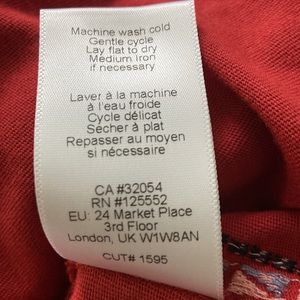 Machine wash cold
Gentle cycle
Lay flat to dry
Medium iron
if necessary
Laver à la machine
à l'eau froide
Cycle délicat
Secher à plat
Repasser au moyen
si nécessaire
CA #32054
RN #125552
EU: 24 Market Place
3rd Floor
London, UK W1W8AN
CUT# 1595